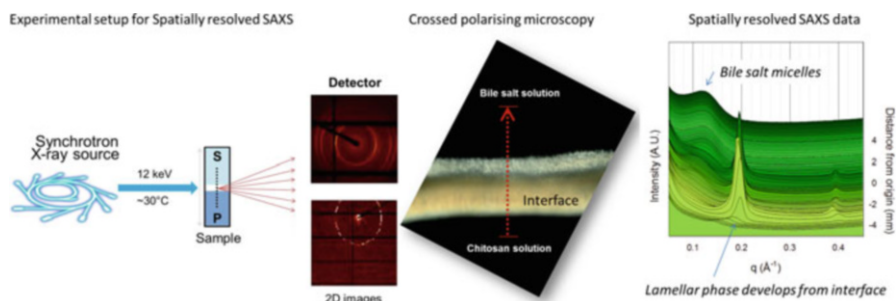 Experimental setup for Spatially resolved SAXS
Crossed polarising microscopy
Spatially resolved SAXS data
Synchrotron
X-ray source
12 keV
~30°C
S
P
Sample
Detector
2D images
Bile salt solution
Interface
Chitosan solution
Bile salt micelles
Intensity (A.U.)
4
2
0
-2
-4
Distance from origin (mm)
0.1
0.2
0.3
0.4
q (Å⁻¹)
Lamellar phase develops from interface